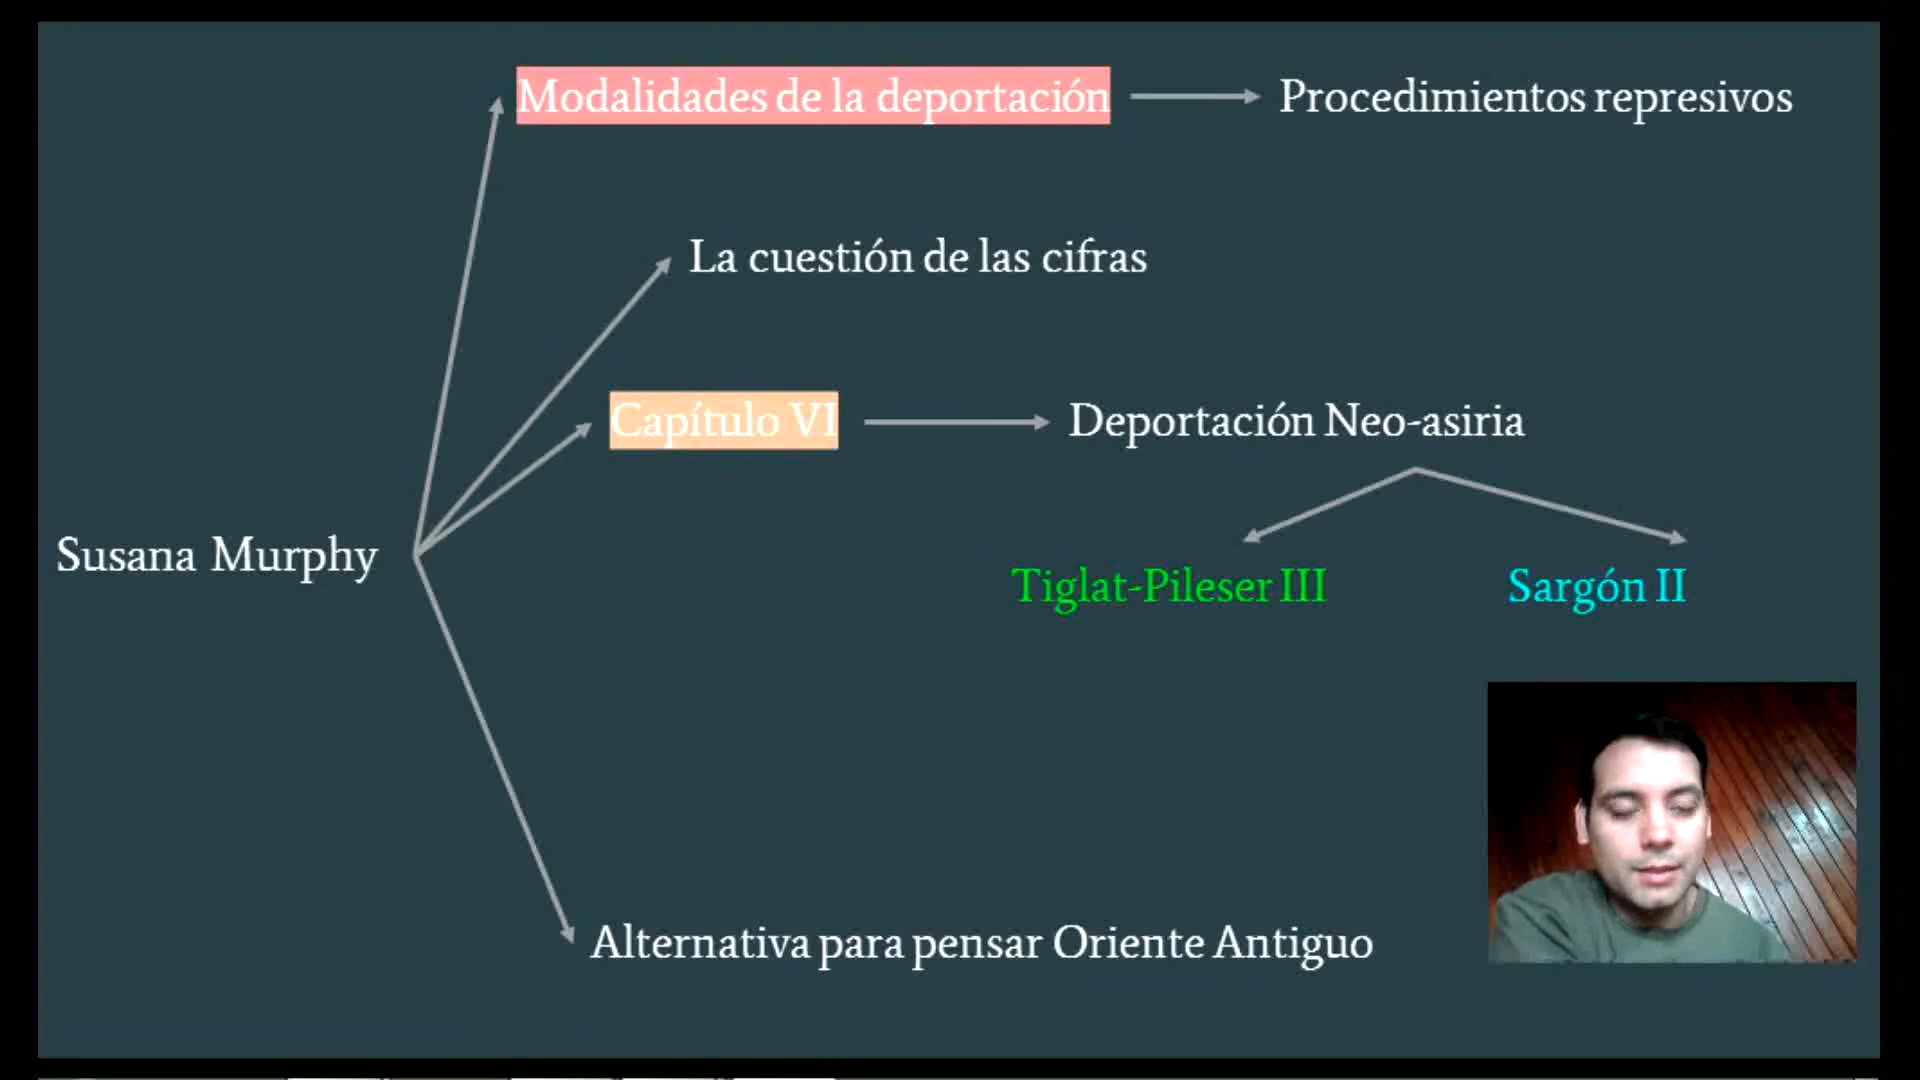 Modalidades de la deportación
Procedimientos represivos
La cuestión de las cifras
Capítulo VI
Deportación Neo-asiria
Susana Murphy
Tiglat-Pileser III
Sargón II
Alternativa para pensar Oriente Antiguo